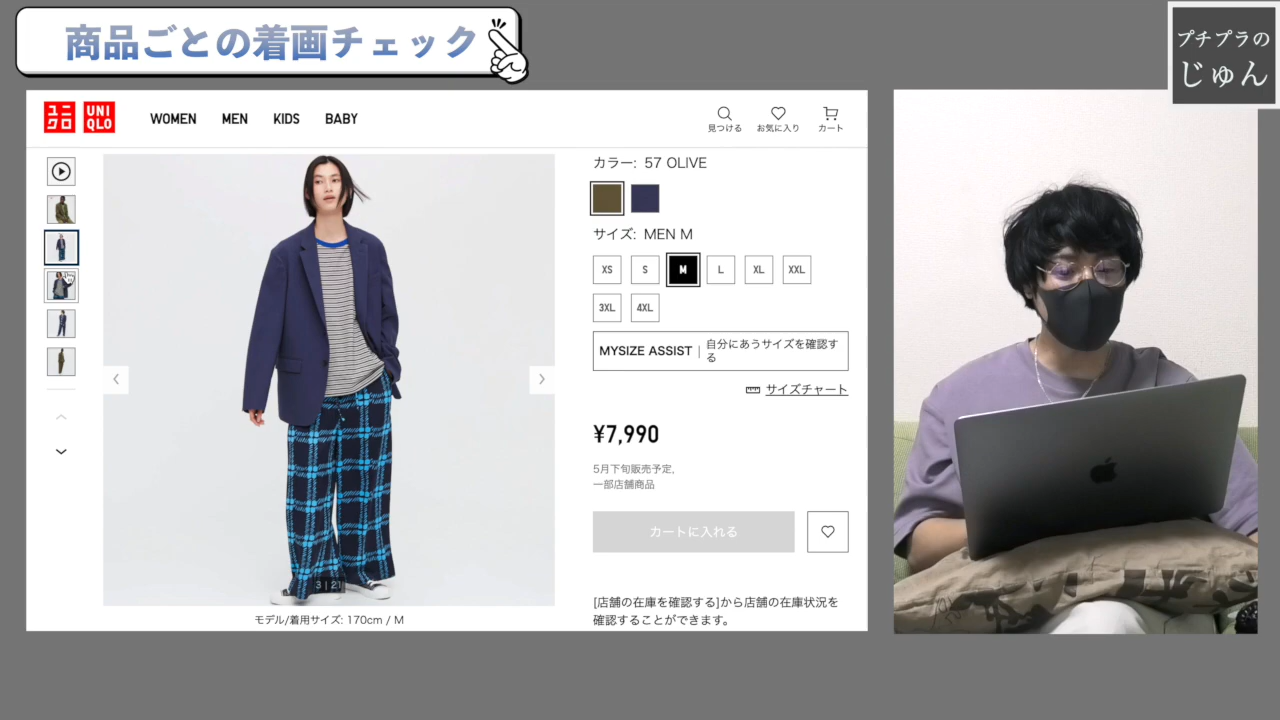 商品ごとの着画チェック
プチプラの
じゅん
ユニ
クロ
UNI
QLO
WOMEN
MEN
KIDS
BABY
見つける
お気に入り
カート
カラー: 57 OLIVE
サイズ: MEN M
XS
S
M
L
XL
XXL
3XL
4XL
MYSIZE ASSIST
自分にあうサイズを確認す
る
サイズチャート
¥7,990
5月下旬販売予定,
一部店舗商品
カートに入れる
3 | 21
モデル/着用サイズ: 170cm / M
[店舗の在庫を確認する]から店舗の在庫状況を
確認することができます。